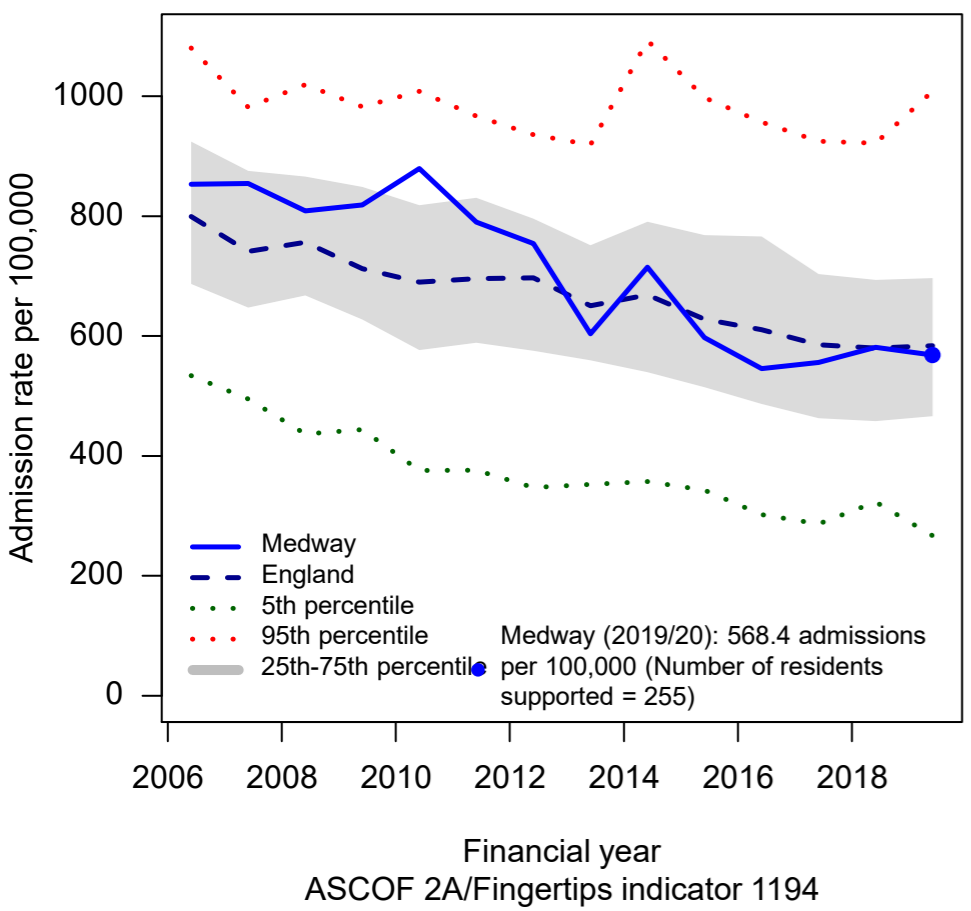 Admission rate per 100,000
1000
800
600
400
200
0
Medway
England
5th percentile
95th percentile
25th-75th percentile
Medway (2019/20): 568.4 admissions
per 100,000 (Number of residents
supported = 255)
2006 2008 2010 2012 2014 2016 2018
Financial year
ASCOF 2A/Fingertips indicator 1194